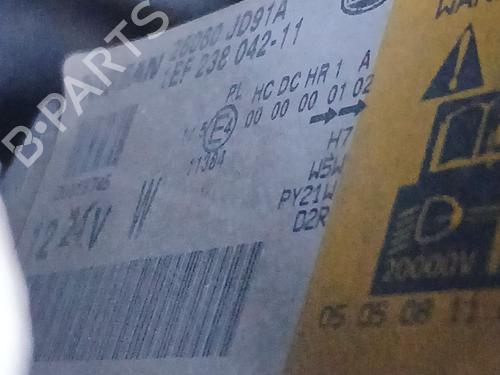 26060 JD91A
1EF 238 042-11
PL HC DC HR 1 A
00 00 00 01 02
E4
11384
H7
W5W
PY21W
D2R
12 24V W
20000V
05 05 08 11
B-PARTS